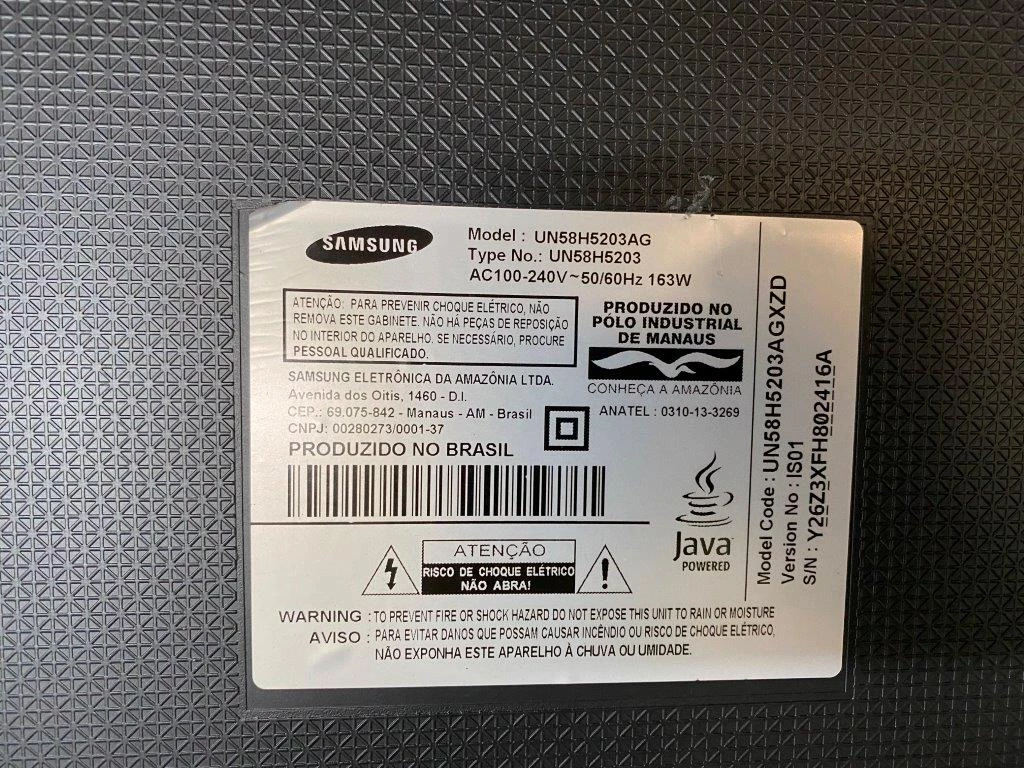 SAMSUNG
Model : UN58H5203AG
Type No.: UN58H5203
AC100-240V~50/60Hz 163W
ATENÇÃO: PARA PREVENIR CHOQUE ELÉTRICO, NÃO
REMOVA ESTE GABINETE. NÃO HÁ PEÇAS DE REPOSIÇÃO
NO INTERIOR DO APARELHO. SE NECESSÁRIO, PROCURE
PESSOAL QUALIFICADO.
PRODUZIDO NO
PÓLO INDUSTRIAL
DE MANAUS
CONHEÇA A AMAZÔNIA
SAMSUNG ELETRÔNICA DA AMAZÔNIA LTDA.
Avenida dos Oitis, 1460 - D.I.
CEP.: 69.075-842 - Manaus - AM - Brasil
CNPJ: 00280273/0001-37
PRODUZIDO NO BRASIL
ANATEL : 0310-13-3269
Java
POWERED
ATENÇÃO
RISCO DE CHOQUE ELÉTRICO
NÃO ABRA!
WARNING : TO PREVENT FIRE OR SHOCK HAZARD DO NOT EXPOSE THIS UNIT TO RAIN OR MOISTURE
AVISO : PARA EVITAR DANOS QUE POSSAM CAUSAR INCÊNDIO OU RISCO DE CHOQUE ELÉTRICO,
NÃO EXPONHA ESTE APARELHO À CHUVA OU UMIDADE.
Model Code : UN58H5203AGXZD
Version No : IS01
S/N : Y26Z3XFH802416A